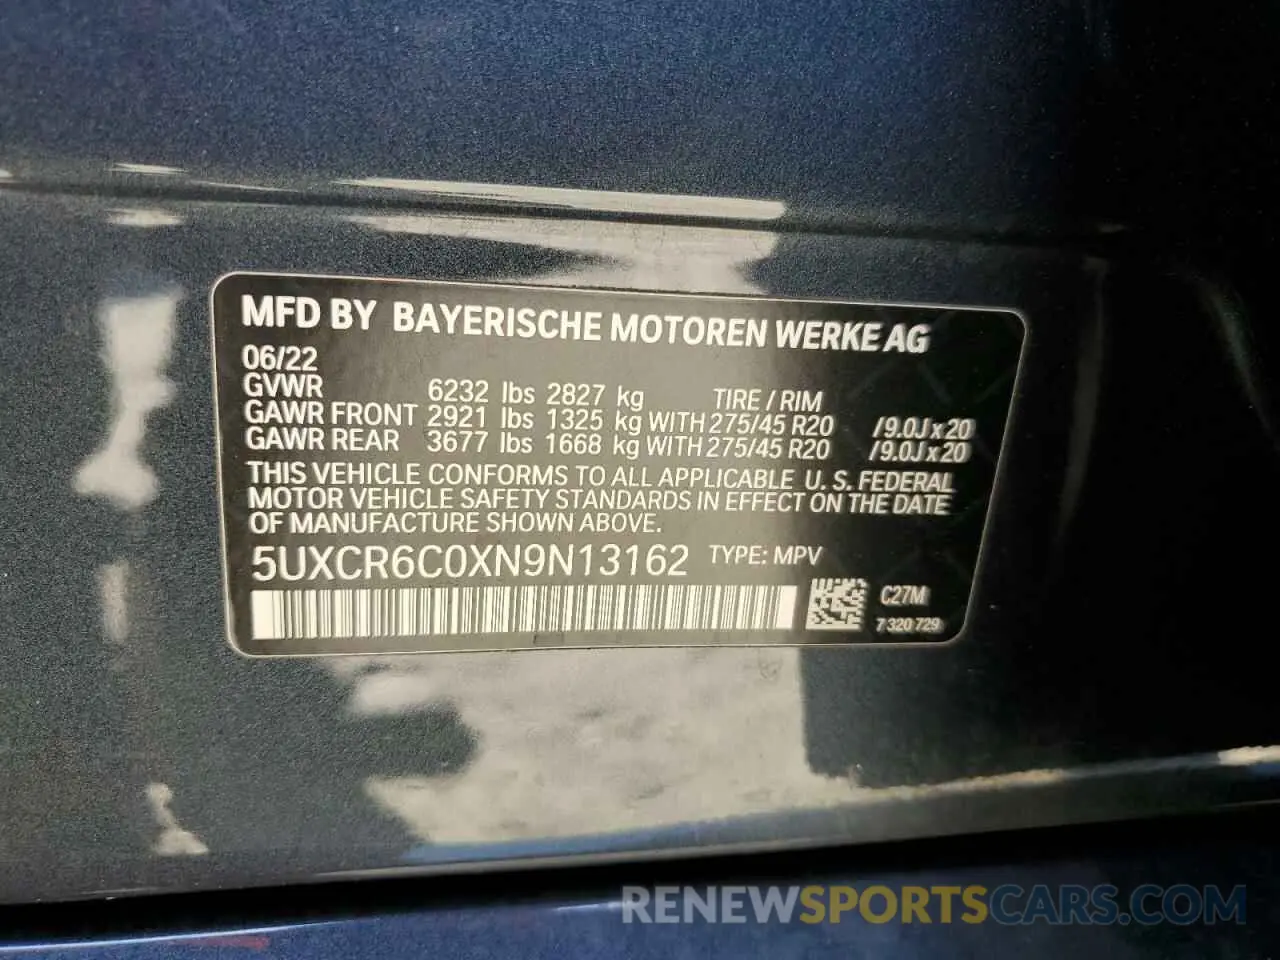 MFD BY BAYERISCHE MOTOREN WERKE AG
06/22
GVWR 6232 lbs 2827 kg TIRE / RIM
GAWR FRONT 2921 lbs 1325 kg WITH 275/45 R20 /9.0J x 20
GAWR REAR 3677 lbs 1668 kg WITH 275/45 R20 /9.0J x 20
THIS VEHICLE CONFORMS TO ALL APPLICABLE U. S. FEDERAL
MOTOR VEHICLE SAFETY STANDARDS IN EFFECT ON THE DATE
OF MANUFACTURE SHOWN ABOVE.
5UXCR6C0XN9N13162 TYPE: MPV
C27M
7 320 729
RENEWSPORTSCARS.COM